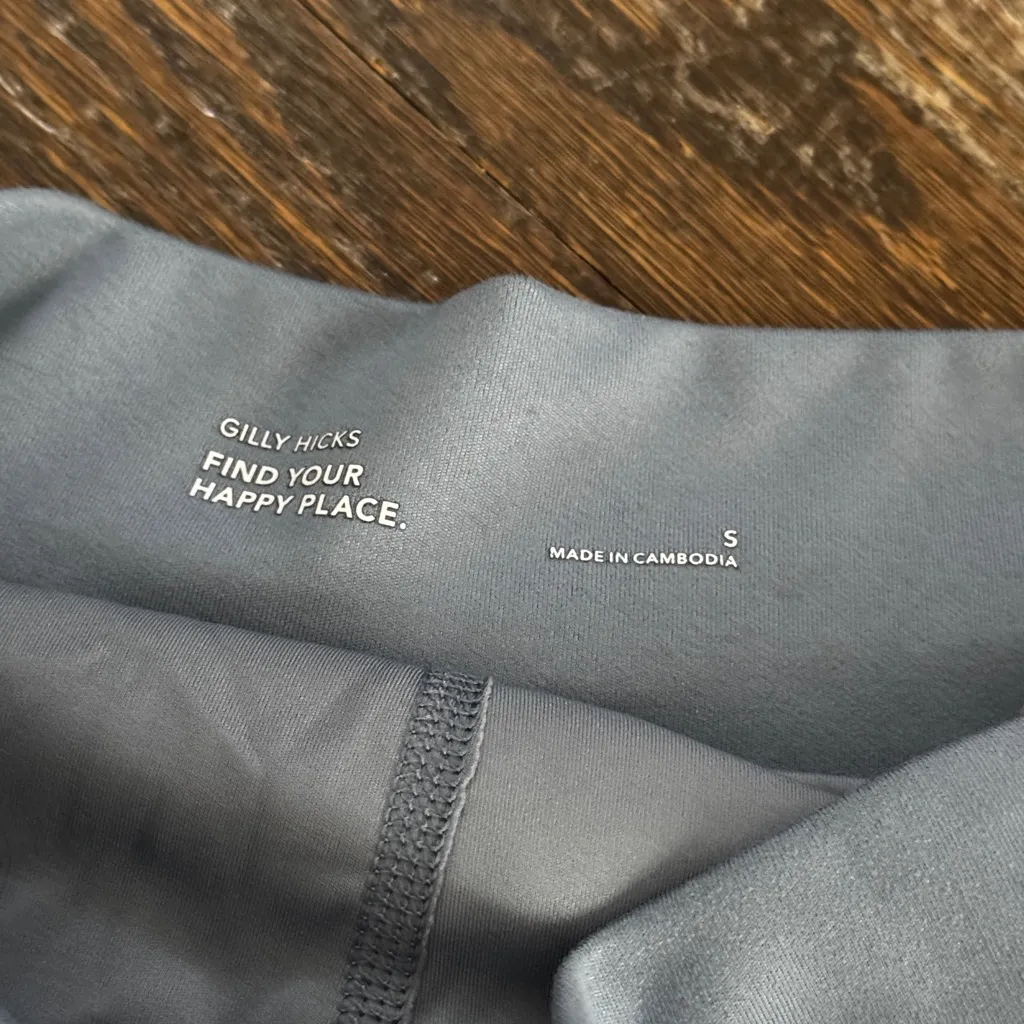 GILLY HICKS
FIND YOUR
HAPPY PLACE.
S
MADE IN CAMBODIA